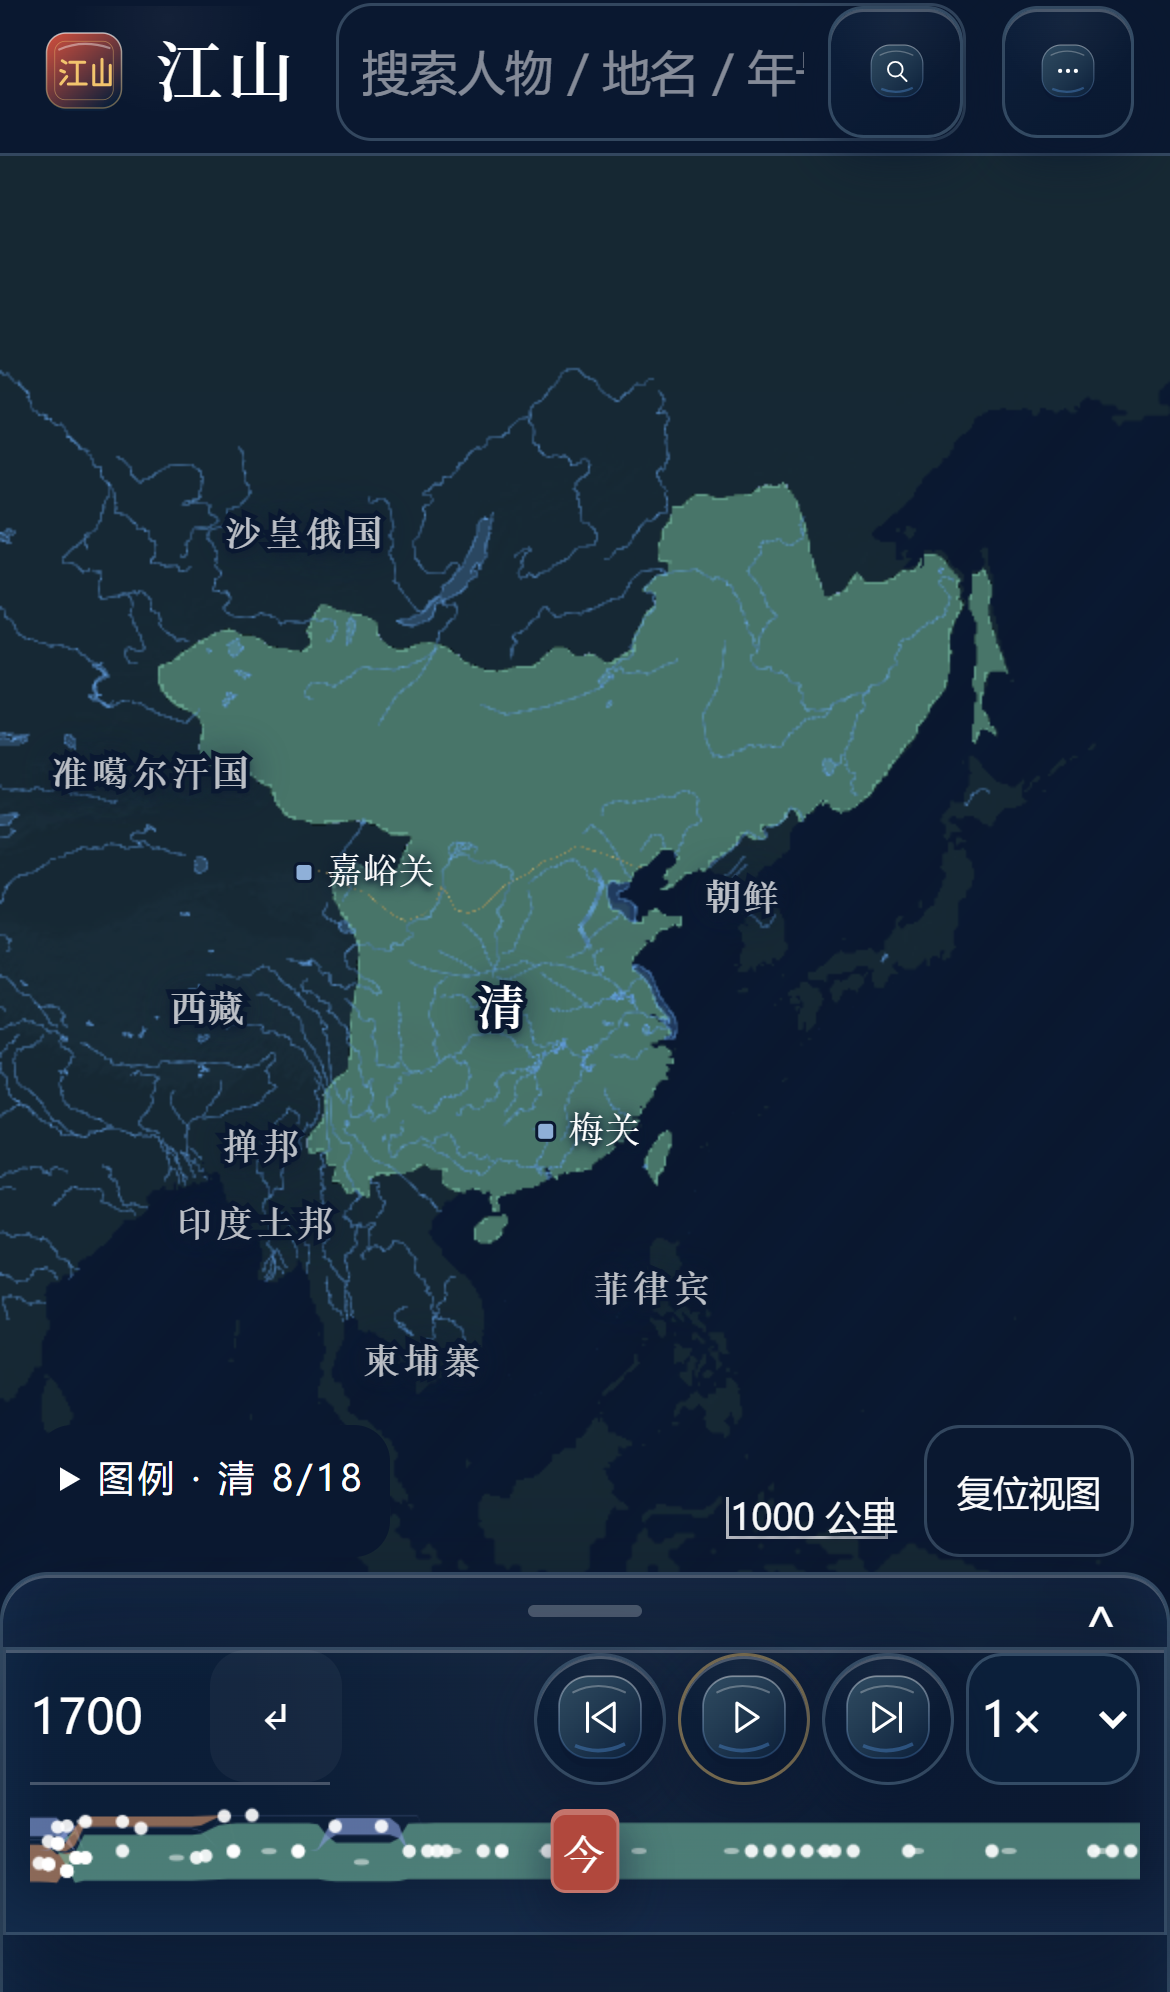 江山
江山
搜索人物 / 地名 / 年
沙皇俄国
准噶尔汗国
嘉峪关
朝鲜
西藏
清
掸邦
梅关
印度土邦
菲律宾
柬埔寨
图例 · 清 8/18
1000 公里
复位视图
1700
1×
今